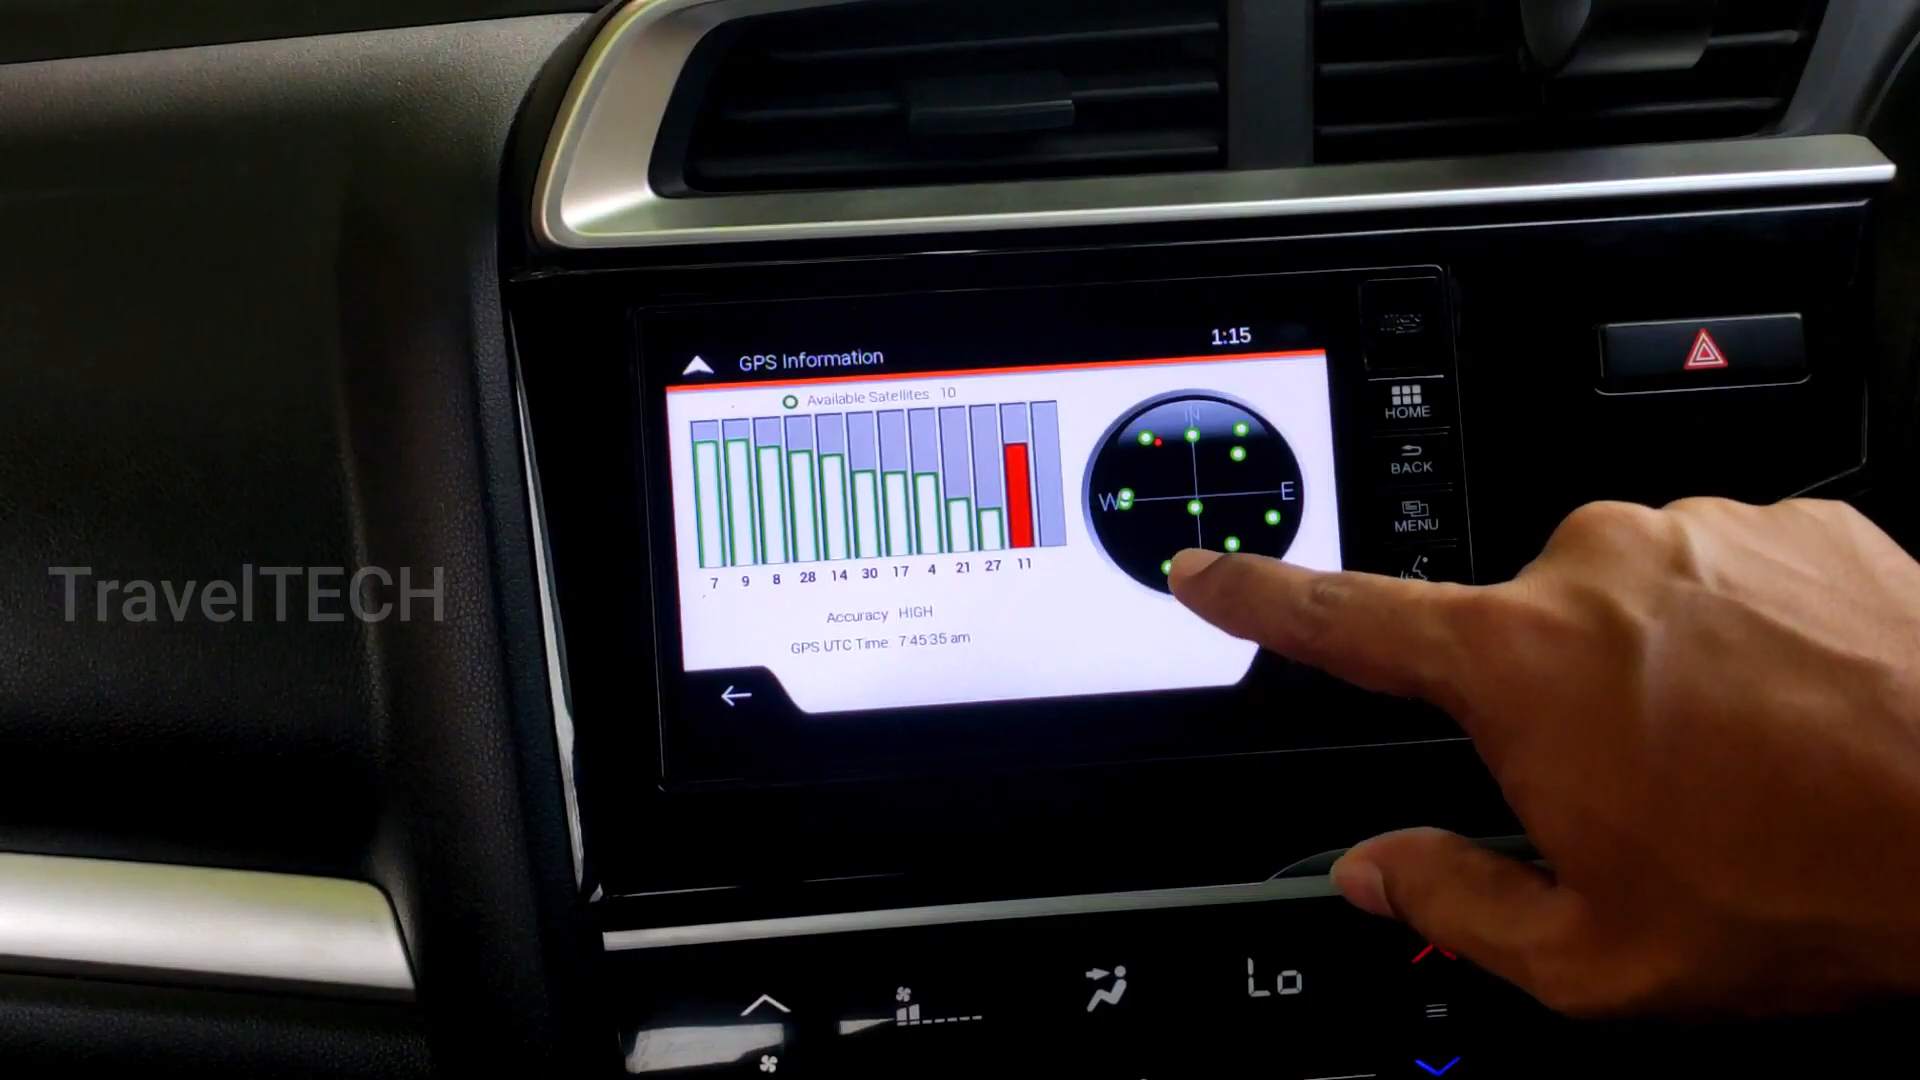 1:15
GPS Information
Available Satellites: 10
N
W
E
7 9 8 28 14 30 17 4 21 27 11
Accuracy HIGH
GPS UTC Time: 7:45:35 am
HOME
BACK
MENU
TravelTECH
Lo